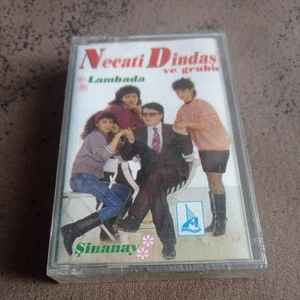 Necati Dindaş
ve grubu
Lambada
Şinanay